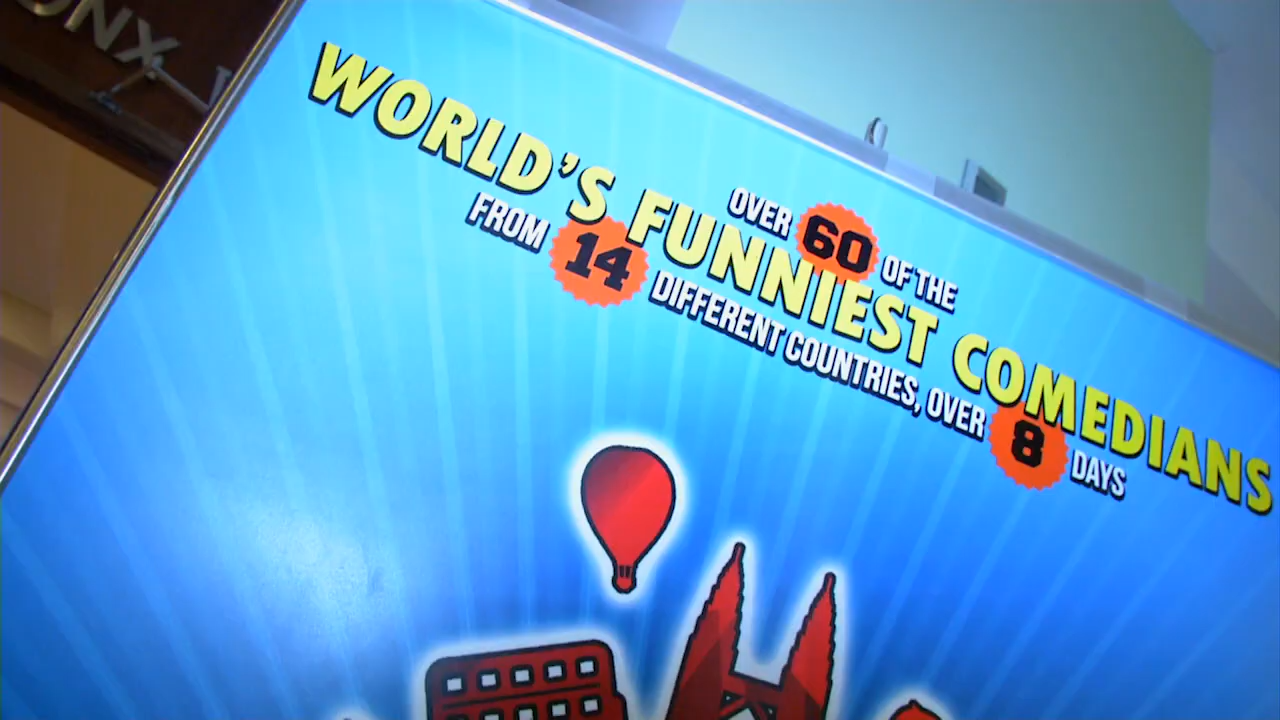 OVER 60 OF THE
WORLD'S FUNNIEST COMEDIANS
FROM 14 DIFFERENT COUNTRIES, OVER 8 DAYS